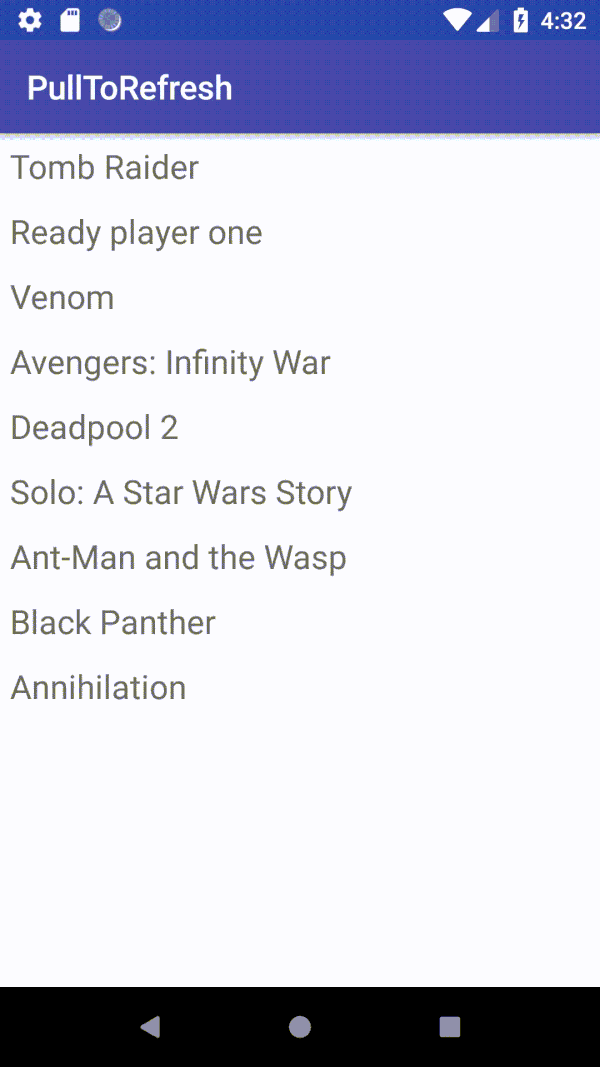 4:32
PullToRefresh
Tomb Raider
Ready player one
Venom
Avengers: Infinity War
Deadpool 2
Solo: A Star Wars Story
Ant-Man and the Wasp
Black Panther
Annihilation